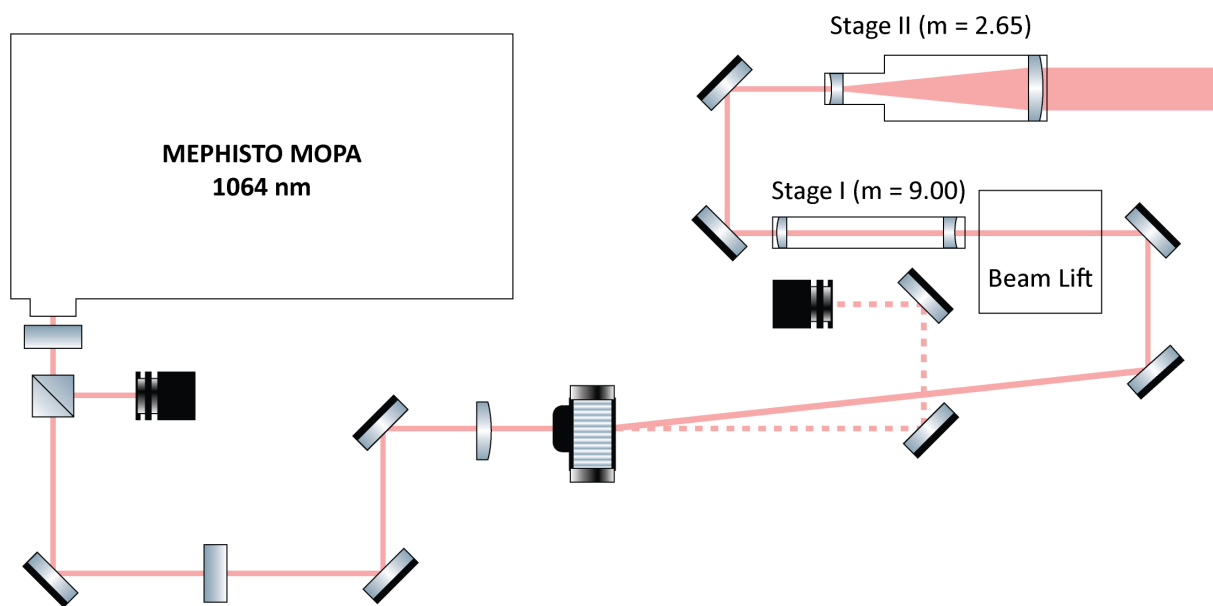 MEPHISTO MOPA
1064 nm
Stage II (m = 2.65)
Stage I (m = 9.00)
Beam Lift